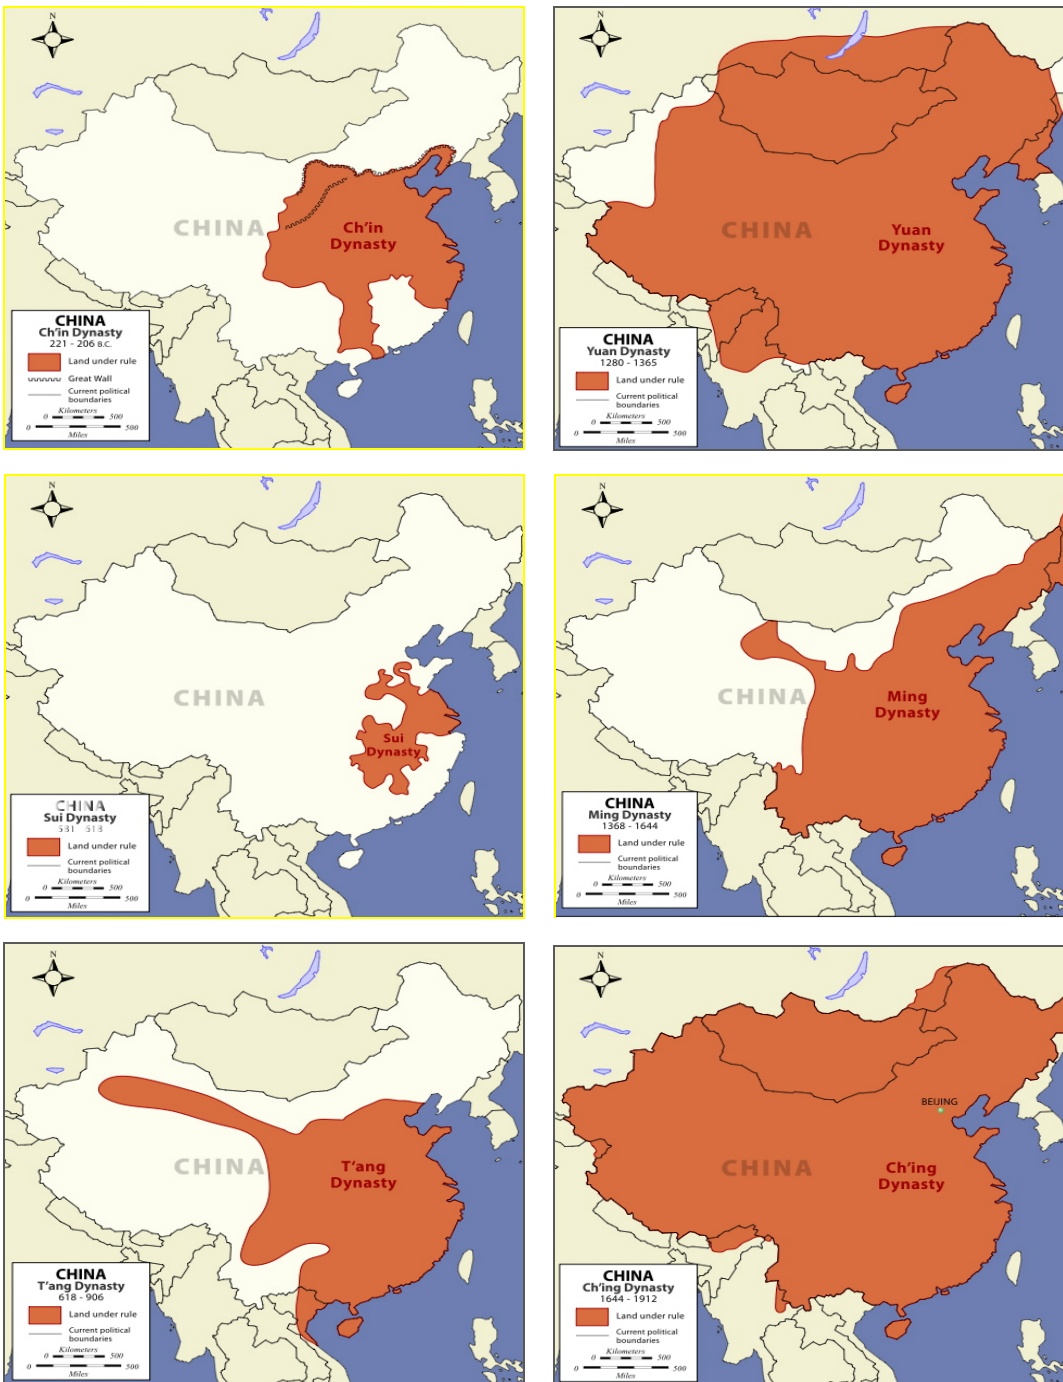 N
CHINA
Ch'in
Dynasty
CHINA
Ch'in Dynasty
221 - 206 B.C.
Land under rule
Great Wall
Current political
boundaries
Kilometers
0 500
0 500
Miles
N
CHINA
Yuan
Dynasty
CHINA
Yuan Dynasty
1280 - 1365
Land under rule
Current political
boundaries
Kilometers
0 500
0 500
Miles
N
CHINA
Sui
Dynasty
CHINA
Sui Dynasty
Land under rule
Current political
boundaries
Kilometers
0 500
0 500
Miles
N
CHINA
Ming
Dynasty
CHINA
Ming Dynasty
1368 - 1644
Land under rule
Current political
boundaries
Kilometers
0 500
0 500
Miles
N
CHINA
T'ang
Dynasty
CHINA
T'ang Dynasty
618 - 906
Land under rule
Current political
boundaries
Kilometers
0 500
0 500
Miles
N
BEIJING
CHINA
Ch'ing
Dynasty
CHINA
Ch'ing Dynasty
1644 - 1912
Land under rule
Current political
boundaries
Kilometers
0 500
0 500
Miles